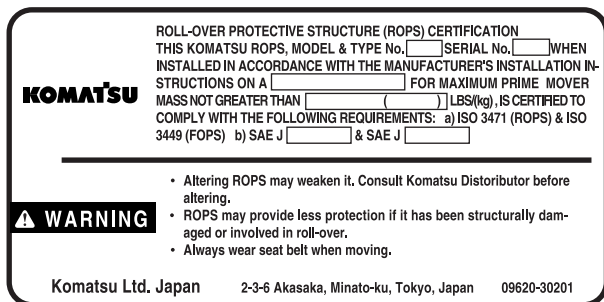 ROLL-OVER PROTECTIVE STRUCTURE (ROPS) CERTIFICATION
THIS KOMATSU ROPS, MODEL & TYPE No. SERIAL No. WHEN
INSTALLED IN ACCORDANCE WITH THE MANUFACTURER'S INSTALLATION IN-
STRUCTIONS ON A FOR MAXIMUM PRIME MOVER
MASS NOT GREATER THAN ( ) LBS/(kg), IS CERTIFIED TO
COMPLY WITH THE FOLLOWING REQUIREMENTS: a) ISO 3471 (ROPS) & ISO
3449 (FOPS) b) SAE J & SAE J
KOMATSU
WARNING
• Altering ROPS may weaken it. Consult Komatsu Distoributor before
altering.
• ROPS may provide less protection if it has been structurally dam-
aged or involved in roll-over.
• Always wear seat belt when moving.
Komatsu Ltd. Japan 2-3-6 Akasaka, Minato-ku, Tokyo, Japan 09620-30201